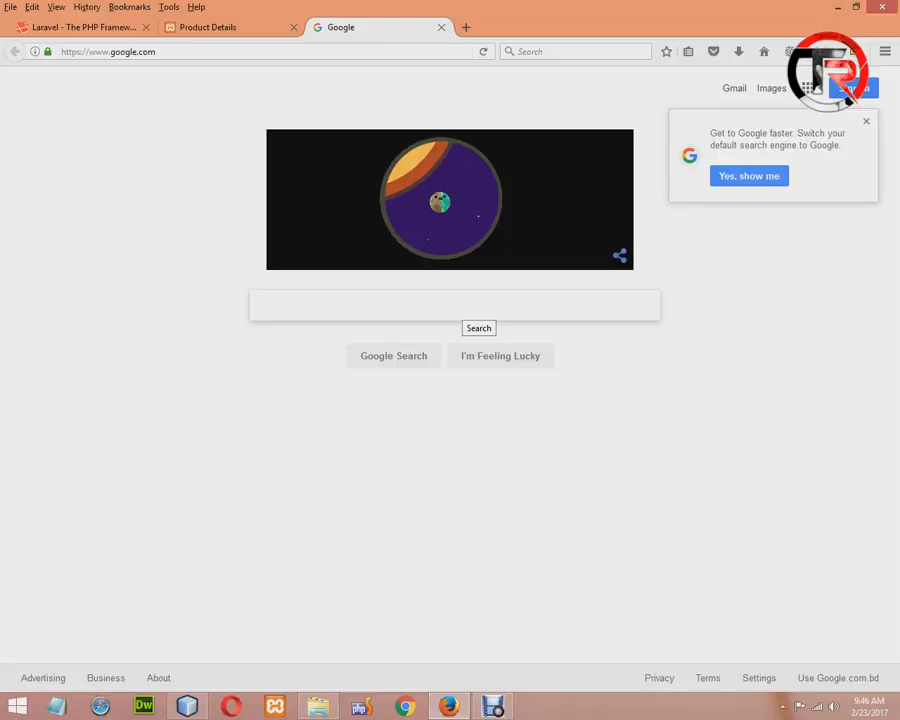 File Edit View History Bookmarks Tools Help
Laravel - The PHP Framew...
Product Details
Google
https://www.google.com
Search
Gmail Images
Get to Google faster. Switch your
default search engine to Google.
Yes, show me
Search
Google Search I'm Feeling Lucky
Advertising Business About
Privacy Terms Settings Use Google.com.bd
Dw
9:46 AM
2/23/2017